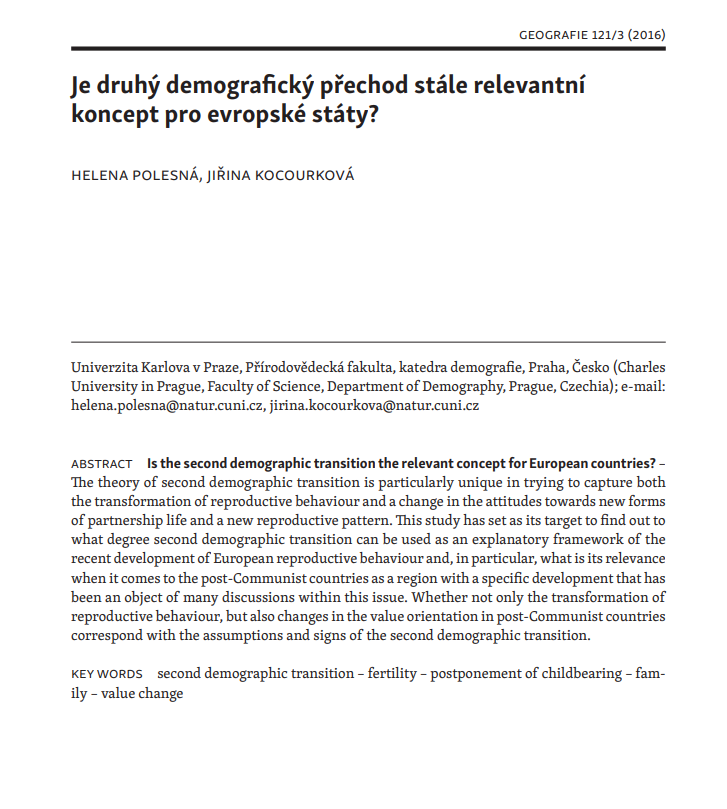 GEOGRAFIE 121/3 (2016)
Je druhý demografický přechod stále relevantní
koncept pro evropské státy?
HELENA POLESNÁ, JIŘINA KOCOURKOVÁ
Univerzita Karlova v Praze, Přírodovědecká fakulta, katedra demografie, Praha, Česko (Charles
University in Prague, Faculty of Science, Department of Demography, Prague, Czechia); e-mail:
helena.polesna@natur.cuni.cz, jirina.kocourkova@natur.cuni.cz
ABSTRACT Is the second demographic transition the relevant concept for European countries? –
The theory of second demographic transition is particularly unique in trying to capture both
the transformation of reproductive behaviour and a change in the attitudes towards new forms
of partnership life and a new reproductive pattern. This study has set as its target to find out to
what degree second demographic transition can be used as an explanatory framework of the
recent development of European reproductive behaviour and, in particular, what is its relevance
when it comes to the post-Communist countries as a region with a specific development that has
been an object of many discussions within this issue. Whether not only the transformation of
reproductive behaviour, but also changes in the value orientation in post-Communist countries
correspond with the assumptions and signs of the second demographic transition.
KEY WORDS second demographic transition – fertility – postponement of childbearing – fam-
ily – value change